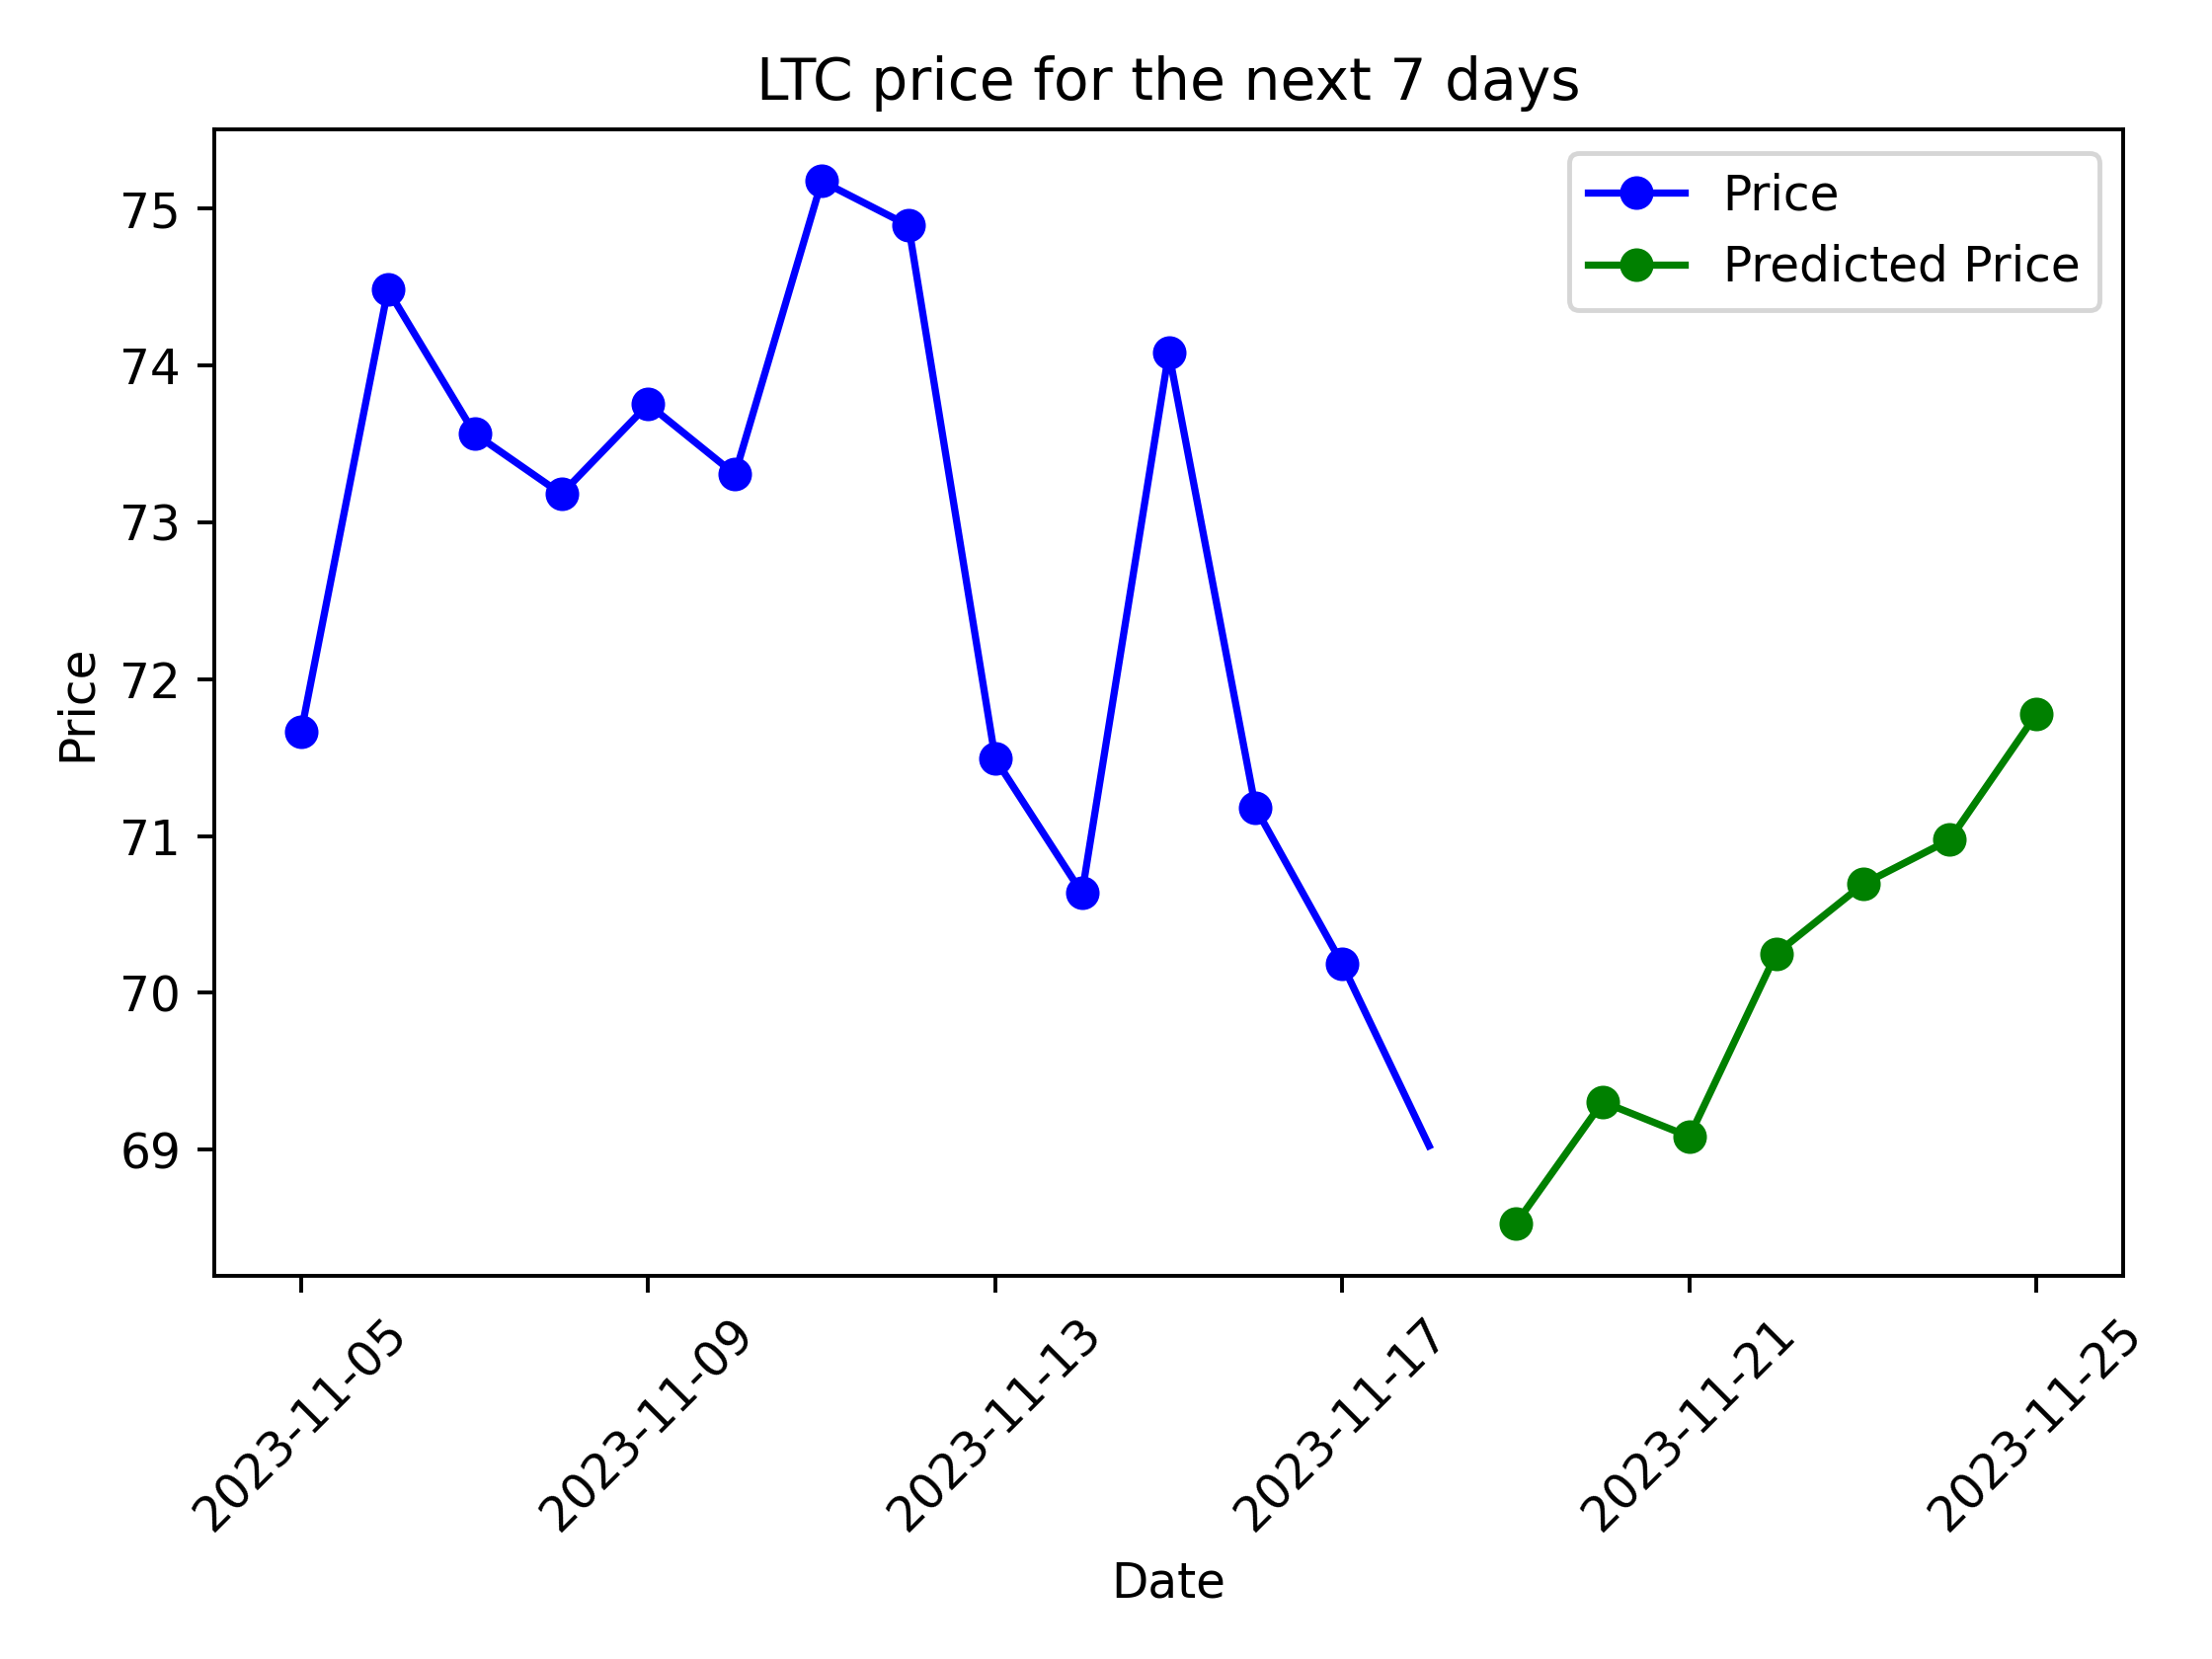 LTC price for the next 7 days
Price
Predicted Price
75
74
73
72
71
70
69
Price
2023-11-05
2023-11-09
2023-11-13
2023-11-17
2023-11-21
2023-11-25
Date